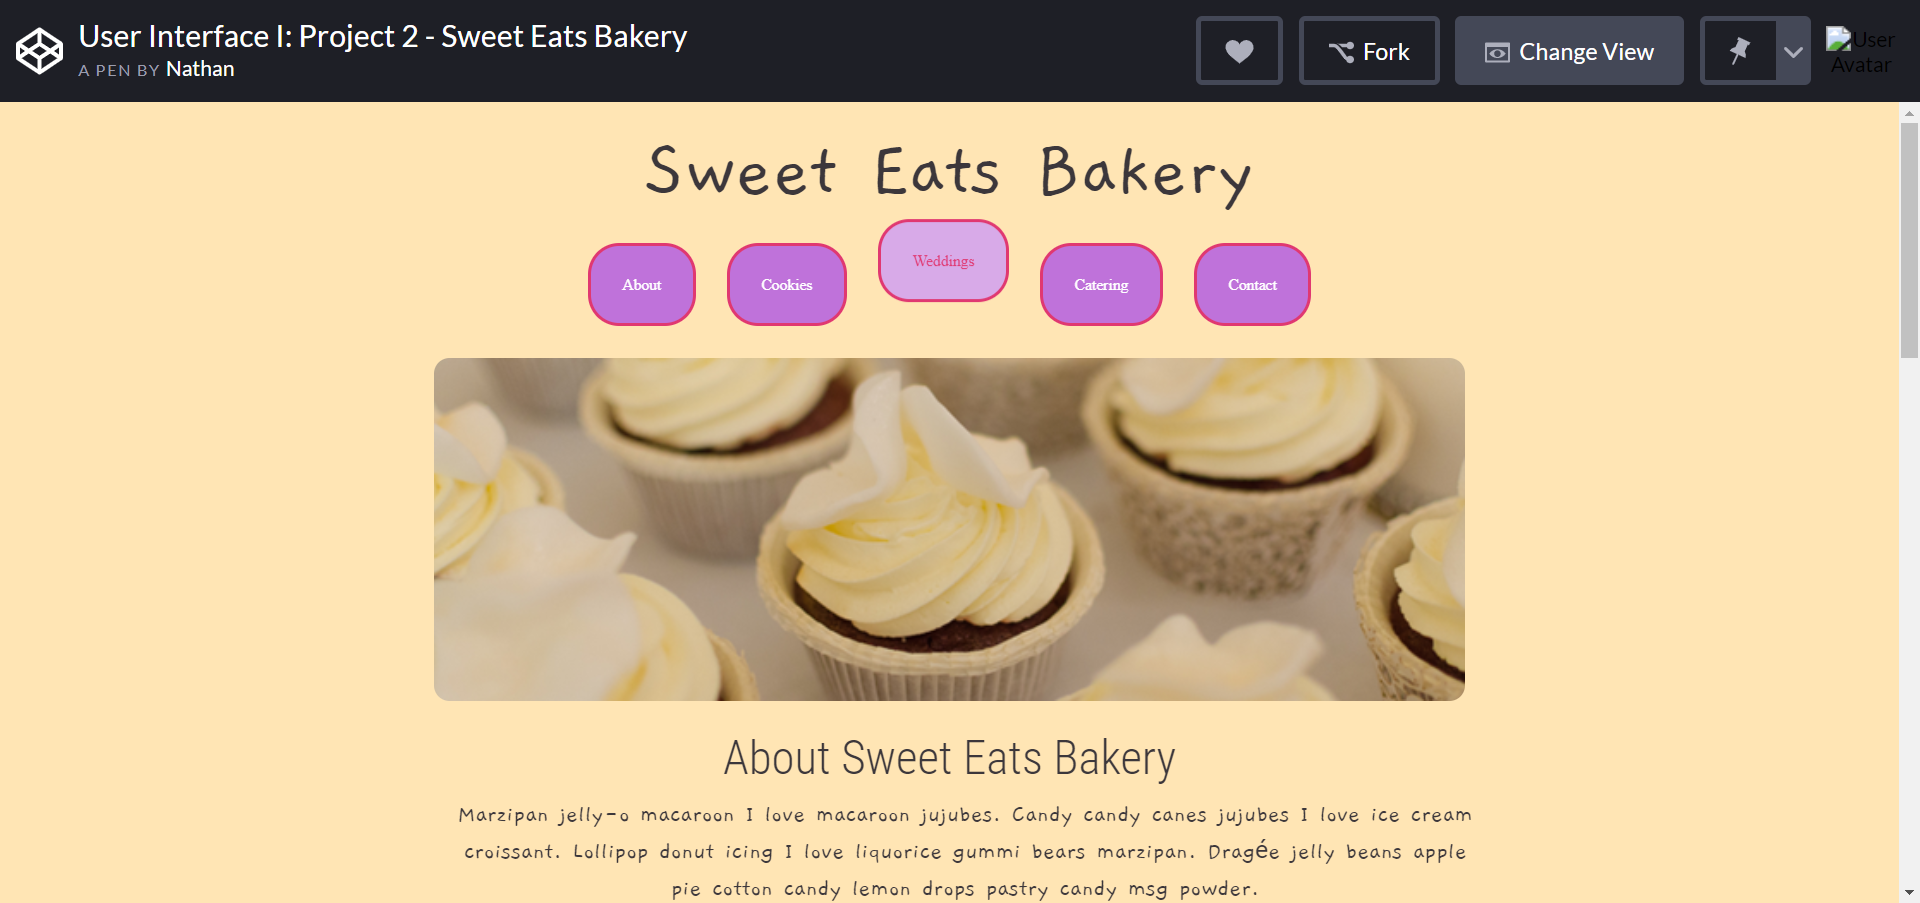 User Interface I: Project 2 - Sweet Eats Bakery
A PEN BY Nathan
Fork
Change View
User
Avatar
Sweet Eats Bakery
About
Cookies
Weddings
Catering
Contact
About Sweet Eats Bakery
Marzipan jelly-o macaroon I love macaroon jujubes. Candy candy canes jujubes I love ice cream
croissant. Lollipop donut icing I love liquorice gummi bears marzipan. Dragée jelly beans apple
pie cotton candy lemon drops pastry candy msg powder.